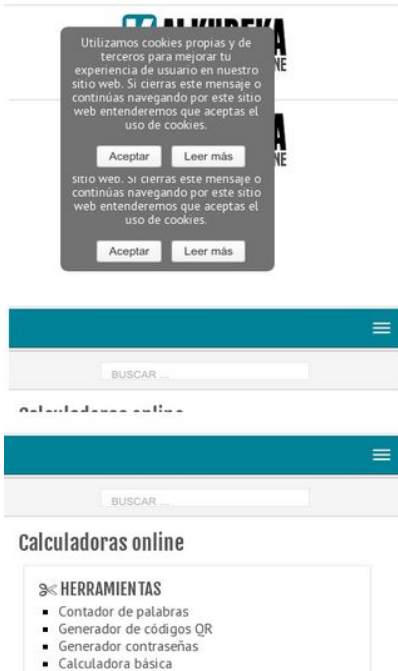 Utilizamos cookies propias y de
terceros para mejorar tu
experiencia de usuario en nuestro
sitio web. Si cierras este mensaje o
continúas navegando por este sitio
web entenderemos que aceptas el
uso de cookies.
Aceptar Leer más
sitio web. Si cierras este mensaje o
continúas navegando por este sitio
web entenderemos que aceptas el
uso de cookies.
Aceptar Leer más
BUSCAR ...
Calculadoras online
BUSCAR ...
Calculadoras online
HERRAMIENTAS
Contador de palabras
Generador de códigos QR
Generador contraseñas
Calculadora básica